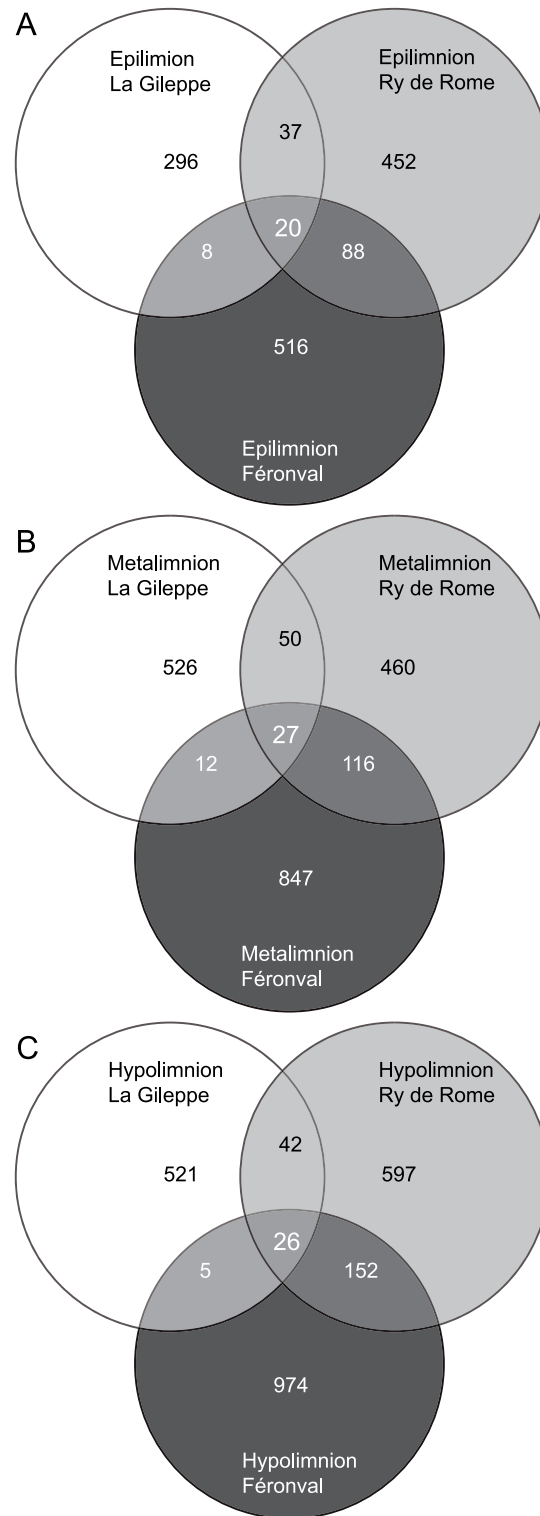 A
Epilimion
La Gileppe
Epilimnion
Ry de Rome
37
296
452
20
8
88
516
Epilimnion
Féronval
B
Metalimnion
La Gileppe
Metalimnion
Ry de Rome
50
526
460
27
12
116
847
Metalimnion
Féronval
C
Hypolimnion
La Gileppe
Hypolimnion
Ry de Rome
42
521
597
26
5
152
974
Hypolimnion
Féronval